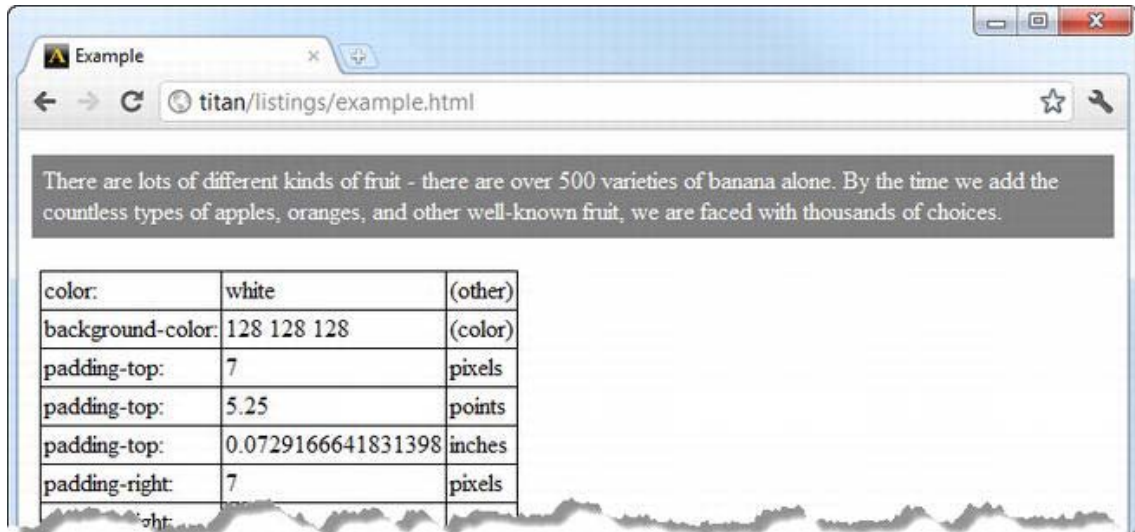 Example
titan/listings/example.html
There are lots of different kinds of fruit - there are over 500 varieties of banana alone. By the time we add the
countless types of apples, oranges, and other well-known fruit, we are faced with thousands of choices.
color: white (other)
background-color: 128 128 128 (color)
padding-top: 7 pixels
padding-top: 5.25 points
padding-top: 0.0729166641831398 inches
padding-right: 7 pixels